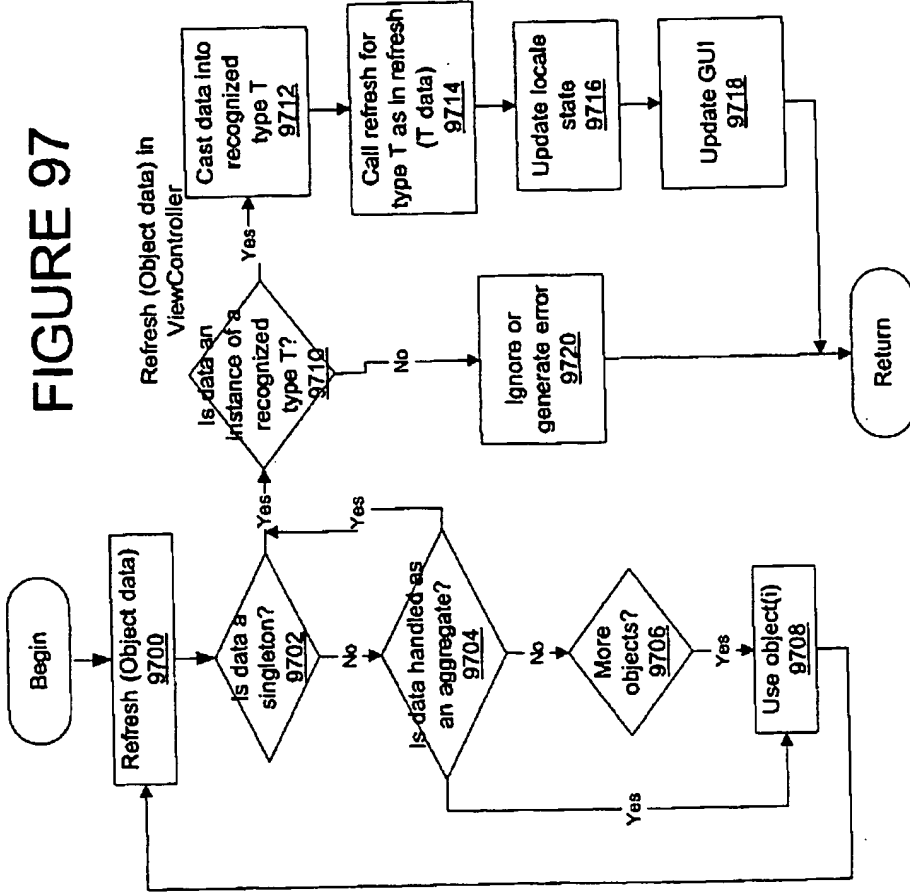 FIGURE 97
Refresh (Object data) in
ViewController
Begin
Refresh (Object data)
9700
Is data a
singleton?
9702
Yes
No
Is data handled as
an aggregate?
9704
Yes
No
Yes
More
objects?
9706
Yes
Use object(i)
9708
Is data an
instance of a
recognized
type T?
9710
Yes
No
Cast data into
recognized
type T
9712
Call refresh for
type T as in refresh
(T data)
9714
Update locale
state
9716
Update GUI
9718
Ignore or
generate error
9720
Return